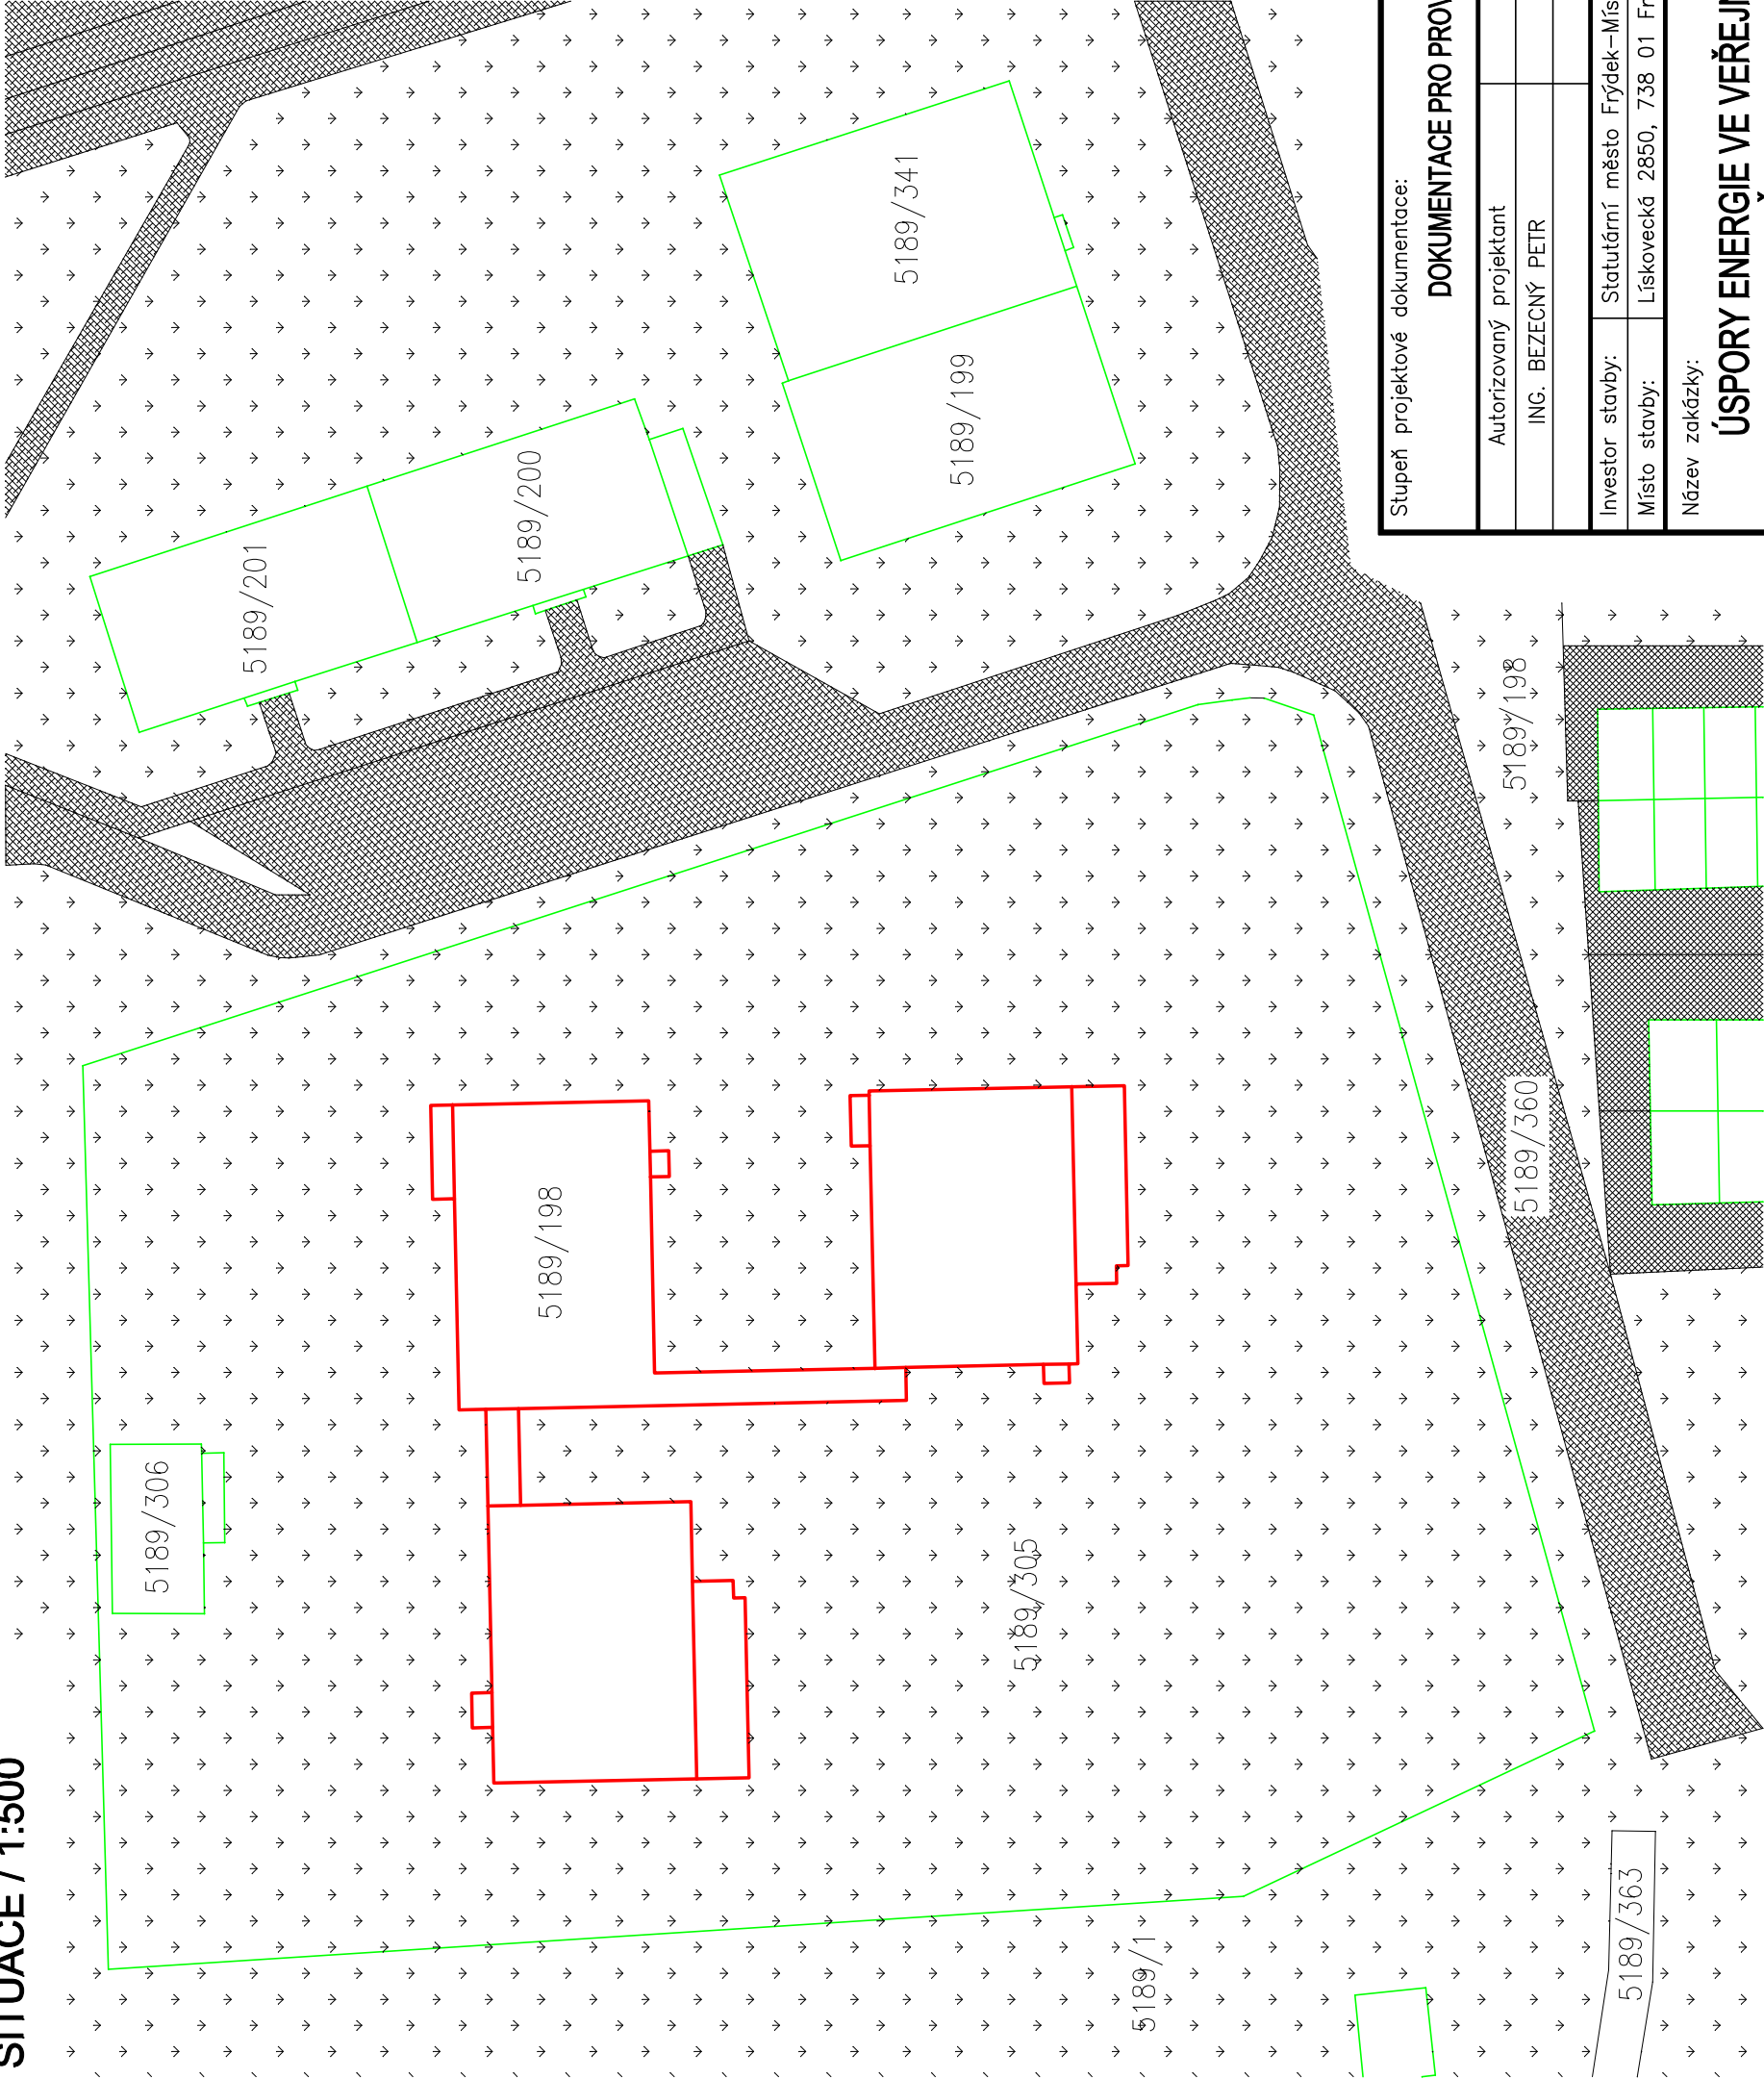 SITUACE / 1:500
5189/201
5189/200
5189/341
5189/199
5189/198
5189/198
5189/360
5189/306
5189/305
5189/1
5189/363
Stupeň projektové dokumentace:
DOKUMENTACE PRO PROV
Autorizovaný projektant
ING. BEZECNÝ PETR
Investor stavby: Statutární město Frýdek-Mís
Místo stavby: Lískovecká 2850, 738 01 Fr
Název zakázky:
ÚSPORY ENERGIE VE VEŘEJN